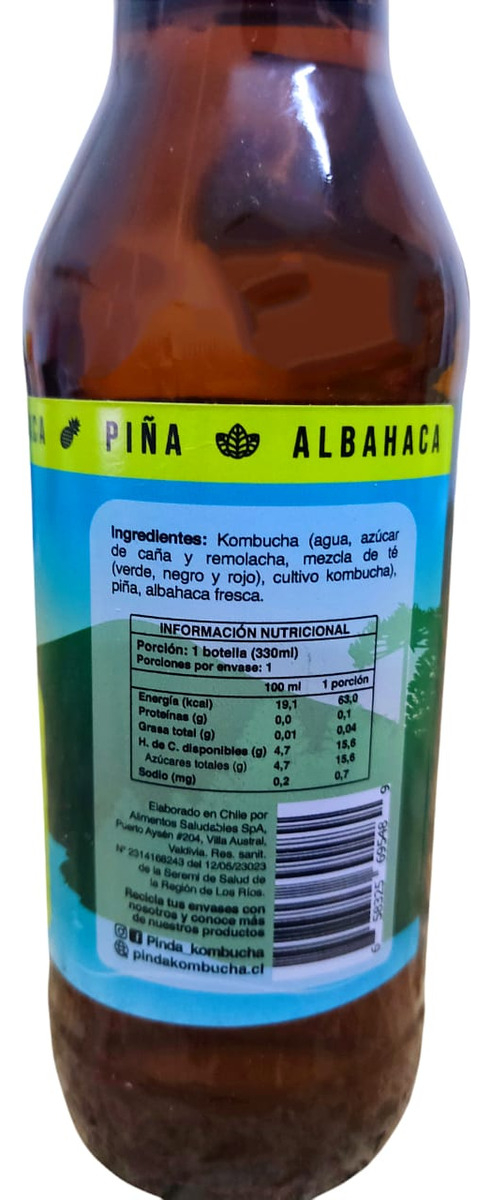 PIÑA ALBAHACA
Ingredientes: Kombucha (agua, azúcar
de caña y remolacha, mezcla de té
(verde, negro y rojo), cultivo kombucha),
piña, albahaca fresca.
INFORMACIÓN NUTRICIONAL
Porción: 1 botella (330ml)
Porciones por envase: 1
100 ml 1 porción
Energía (kcal) 19,1 63,0
Proteínas (g) 0,0 0,1
Grasa total (g) 0,01 0,04
H. de C. disponibles (g) 4,7 15,6
Azúcares totales (g) 4,7 15,6
Sodio (mg) 0,2 0,7
Elaborado en Chile por
Alimentos Saludables SpA,
Puerto Aysén #204, Villa Austral,
Valdivia. Res. sanit.
N° 2314166243 del 12/05/23023
de la Seremi de Salud de
la Región de Los Ríos.
Recicla tus envases con
nosotros y conoce más
de nuestros productos
Pinda_kombucha
pindakombucha.cl
6 58325 69548 9